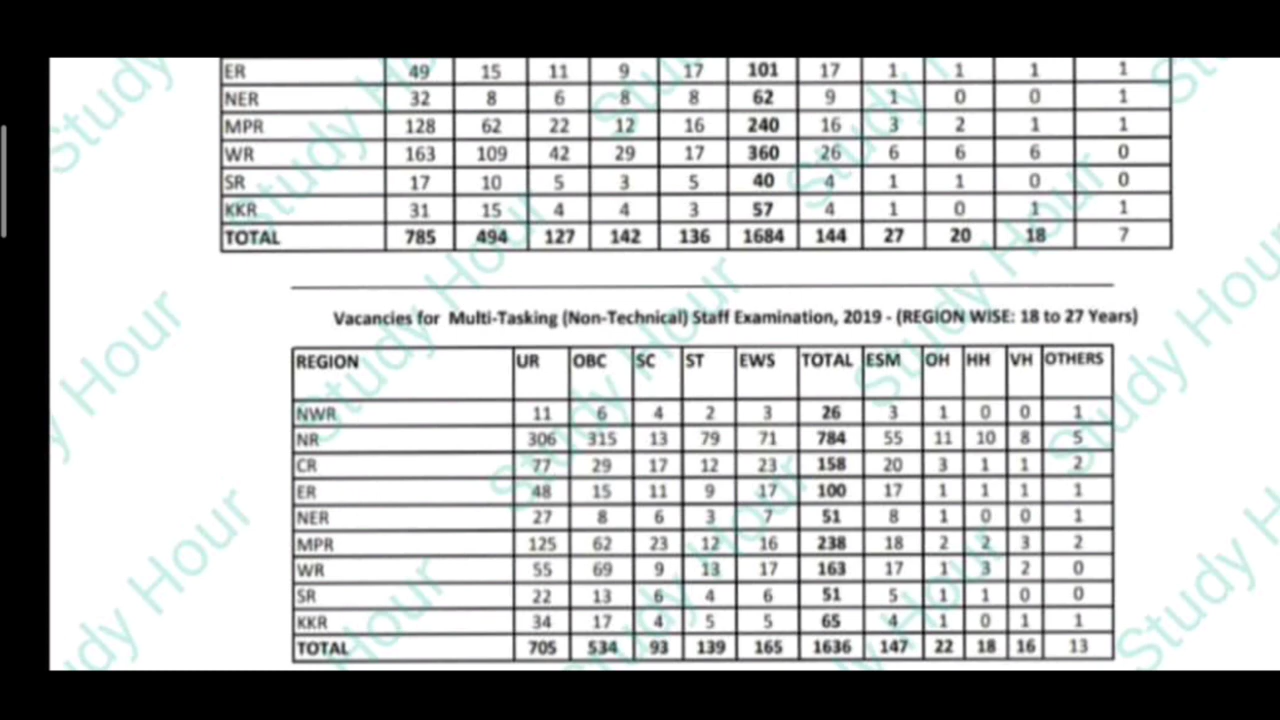 ER 49 15 11 9 17 101 17 1 1 1 1
NER 32 8 6 8 8 62 9 1 0 0 1
MPR 128 62 22 12 16 240 16 3 2 1 1
WR 163 109 42 29 17 360 26 6 6 6 0
SR 17 10 5 3 5 40 4 1 1 0 0
KKR 31 15 4 4 3 57 4 1 0 1 1
TOTAL 785 494 127 142 136 1684 144 27 20 18 7
Vacancies for Multi-Tasking (Non-Technical) Staff Examination, 2019 - (REGION WISE: 18 to 27 Years)
REGION UR OBC SC ST EWS TOTAL ESM OH HH VH OTHERS
NWR 11 6 4 2 3 26 3 1 0 0 1
NR 306 315 13 79 71 784 55 11 10 8 5
CR 77 29 17 12 23 158 20 3 1 1 2
ER 48 15 11 9 17 100 17 1 1 1 1
NER 27 8 6 3 7 51 8 1 0 0 1
MPR 125 62 23 12 16 238 18 2 2 3 2
WR 55 69 9 13 17 163 17 1 3 2 0
SR 22 13 6 4 6 51 5 1 1 0 0
KKR 34 17 4 5 5 65 4 1 0 1 1
TOTAL 705 534 93 139 165 1636 147 22 18 16 13
Study Hour